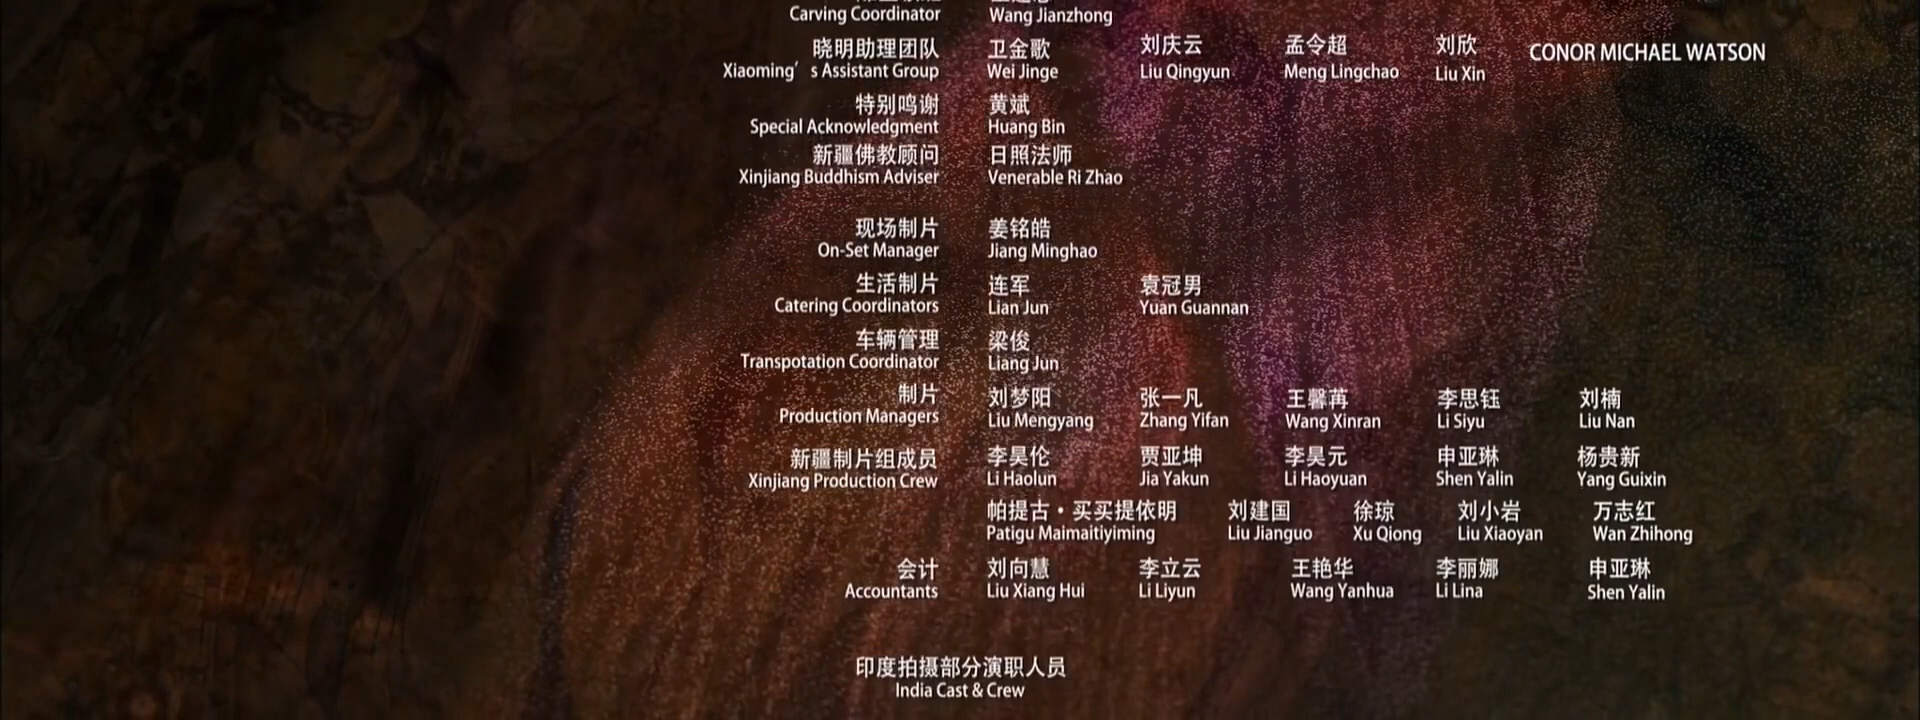 Carving Coordinator Wang Jianzhong
晓明助理团队 卫金歌 刘庆云 孟令超 刘欣 CONOR MICHAEL WATSON
Xiaoming's Assistant Group Wei Jinge Liu Qingyun Meng Lingchao Liu Xin
特别鸣谢 黄斌
Special Acknowledgment Huang Bin
新疆佛教顾问 日照法师
Xinjiang Buddhism Adviser Venerable Ri Zhao
现场制片 姜铭皓
On-Set Manager Jiang Minghao
生活制片 连军 袁冠男
Catering Coordinators Lian Jun Yuan Guannan
车辆管理 梁俊
Transpotation Coordinator Liang Jun
制片 刘梦阳 张一凡 王馨苒 李思钰 刘楠
Production Managers Liu Mengyang Zhang Yifan Wang Xinran Li Siyu Liu Nan
新疆制片组成员 李昊伦 贾亚坤 李昊元 申亚琳 杨贵新
Xinjiang Production Crew Li Haolun Jia Yakun Li Haoyuan Shen Yalin Yang Guixin
帕提古·买买提依明 刘建国 徐琼 刘小岩 万志红
Patigu Maimaitiyiming Liu Jianguo Xu Qiong Liu Xiaoyan Wan Zhihong
会计 刘向慧 李立云 王艳华 李丽娜 申亚琳
Accountants Liu Xiang Hui Li Liyun Wang Yanhua Li Lina Shen Yalin
印度拍摄部分演职人员
India Cast & Crew